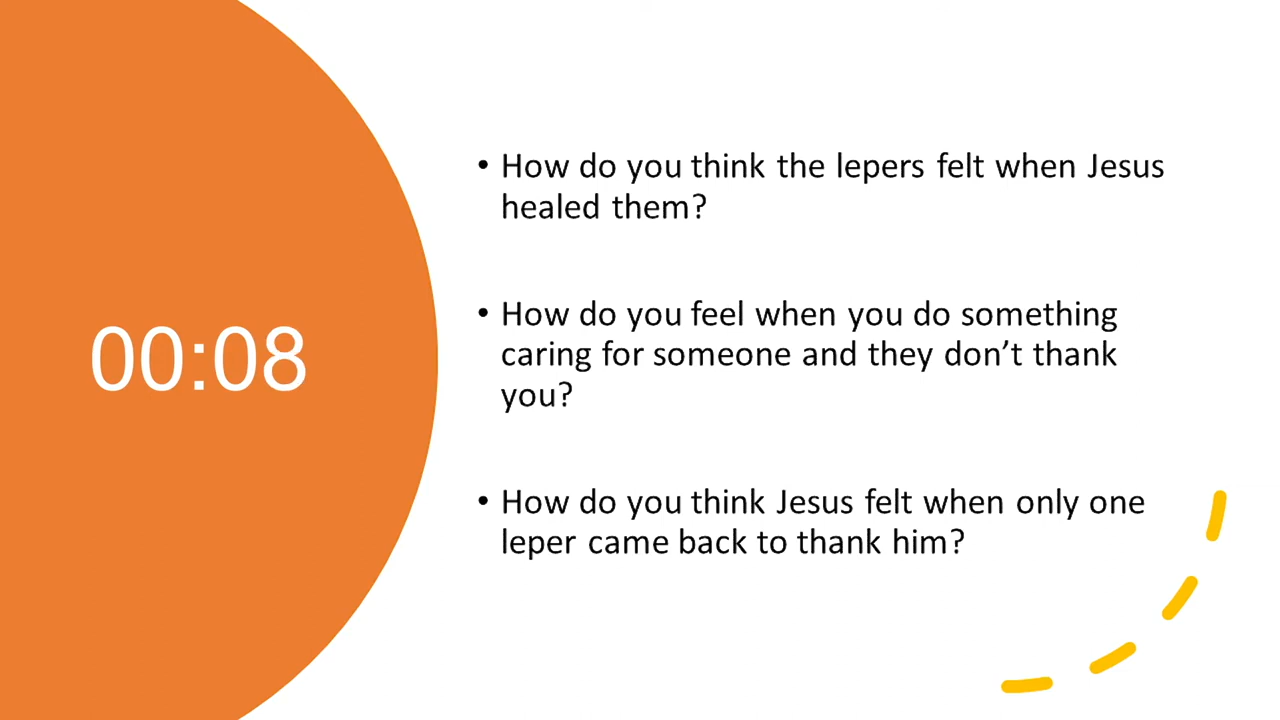 00:08
• How do you think the lepers felt when Jesus
healed them?
• How do you feel when you do something
caring for someone and they don’t thank
you?
• How do you think Jesus felt when only one
leper came back to thank him?